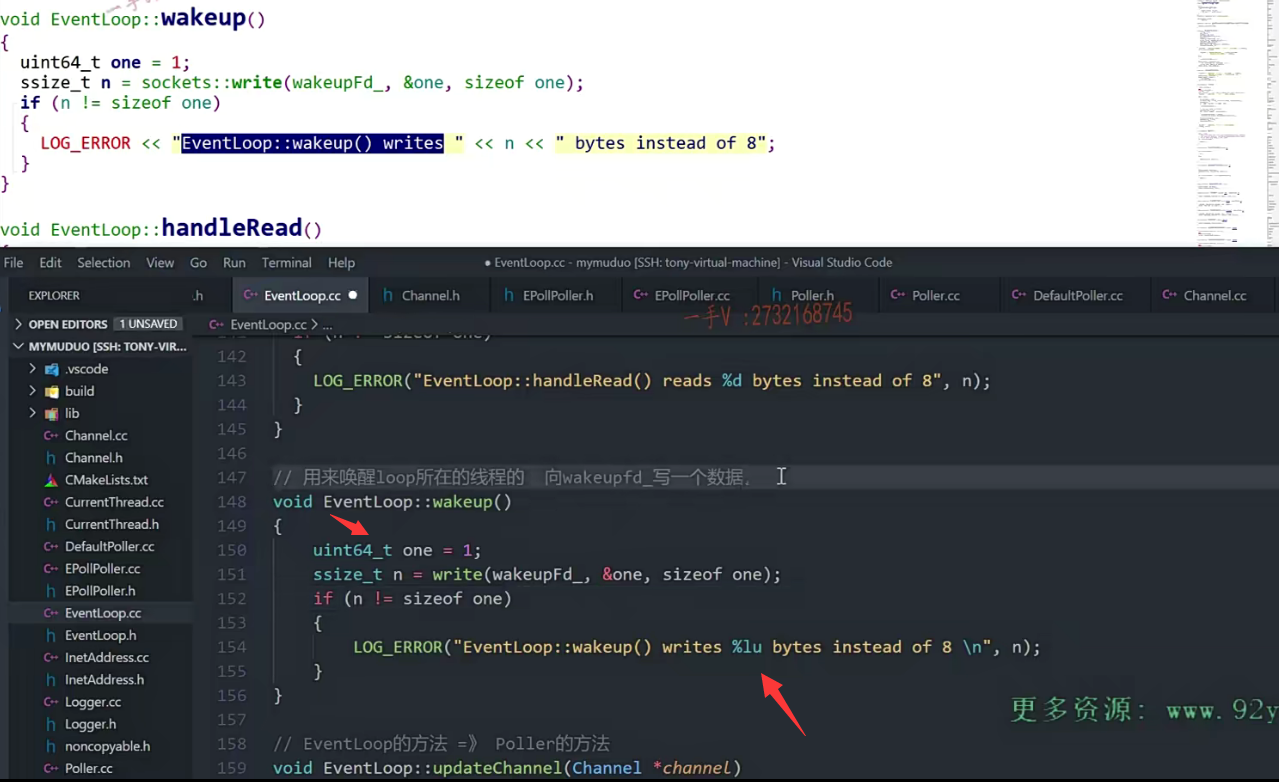 void EventLoop::wakeup()
{
uint64_t one = 1;
ssize_t n = sockets::write(wakeupFd_, &one, sizeof one);
if (n != sizeof one)
{
LOG_ERROR << "EventLoop::wakeup() writes " << n << " bytes instead of 8";
}
}
void EventLoop::handleRead()
File Edit Selection View Go Run Terminal Help
● EventLoop.cc - mymuduo [SSH: tony-virtual-machine] - Visual Studio Code
EXPLORER
.h
EventLoop.cc ●
Channel.h
EPollPoller.h
EPollPoller.cc
Poller.h
Poller.cc
DefaultPoller.cc
Channel.cc
一手V :2732168745
OPEN EDITORS 1 UNSAVED
EventLoop.cc > ...
MYMUDUO [SSH: TONY-VIR...
.vscode
build
lib
Channel.cc
Channel.h
CMakeLists.txt
CurrentThread.cc
CurrentThread.h
DefaultPoller.cc
EPollPoller.cc
EPollPoller.h
EventLoop.cc
EventLoop.h
InetAddress.cc
InetAddress.h
Logger.cc
Logger.h
noncopyable.h
Poller.cc
142 {
143 LOG_ERROR("EventLoop::handleRead() reads %d bytes instead of 8", n);
144 }
145 }
146
147 // 用来唤醒loop所在的线程的 向wakeupfd_写一个数据，
148 void EventLoop::wakeup()
149 {
150 uint64_t one = 1;
151 ssize_t n = write(wakeupFd_, &one, sizeof one);
152 if (n != sizeof one)
153 {
154 LOG_ERROR("EventLoop::wakeup() writes %lu bytes instead of 8 \n", n);
155 }
156 }
157
158 // EventLoop的方法 =》 Poller的方法
159 void EventLoop::updateChannel(Channel *channel)
更多资源: www.92y